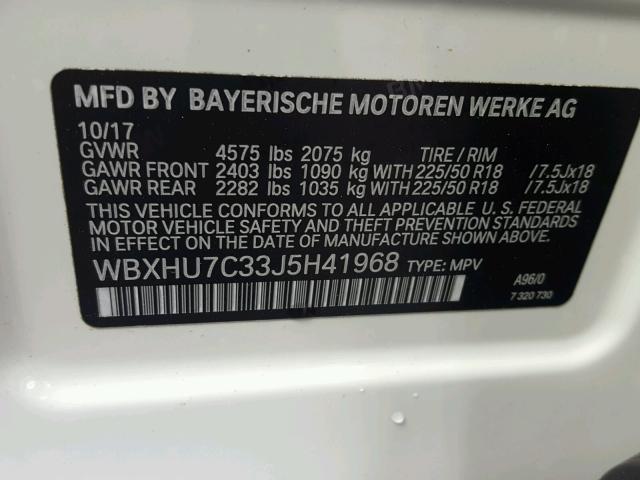 MFD BY BAYERISCHE MOTOREN WERKE AG
10/17
GVWR 4575 lbs 2075 kg TIRE / RIM
GAWR FRONT 2403 lbs 1090 kg WITH 225/50 R18 /7.5Jx18
GAWR REAR 2282 lbs 1035 kg WITH 225/50 R18 /7.5Jx18
THIS VEHICLE CONFORMS TO ALL APPLICABLE U. S. FEDERAL
MOTOR VEHICLE SAFETY AND THEFT PREVENTION STANDARDS
IN EFFECT ON THE DATE OF MANUFACTURE SHOWN ABOVE.
WBXHU7C33J5H41968 TYPE: MPV
A96/0
7 320 730